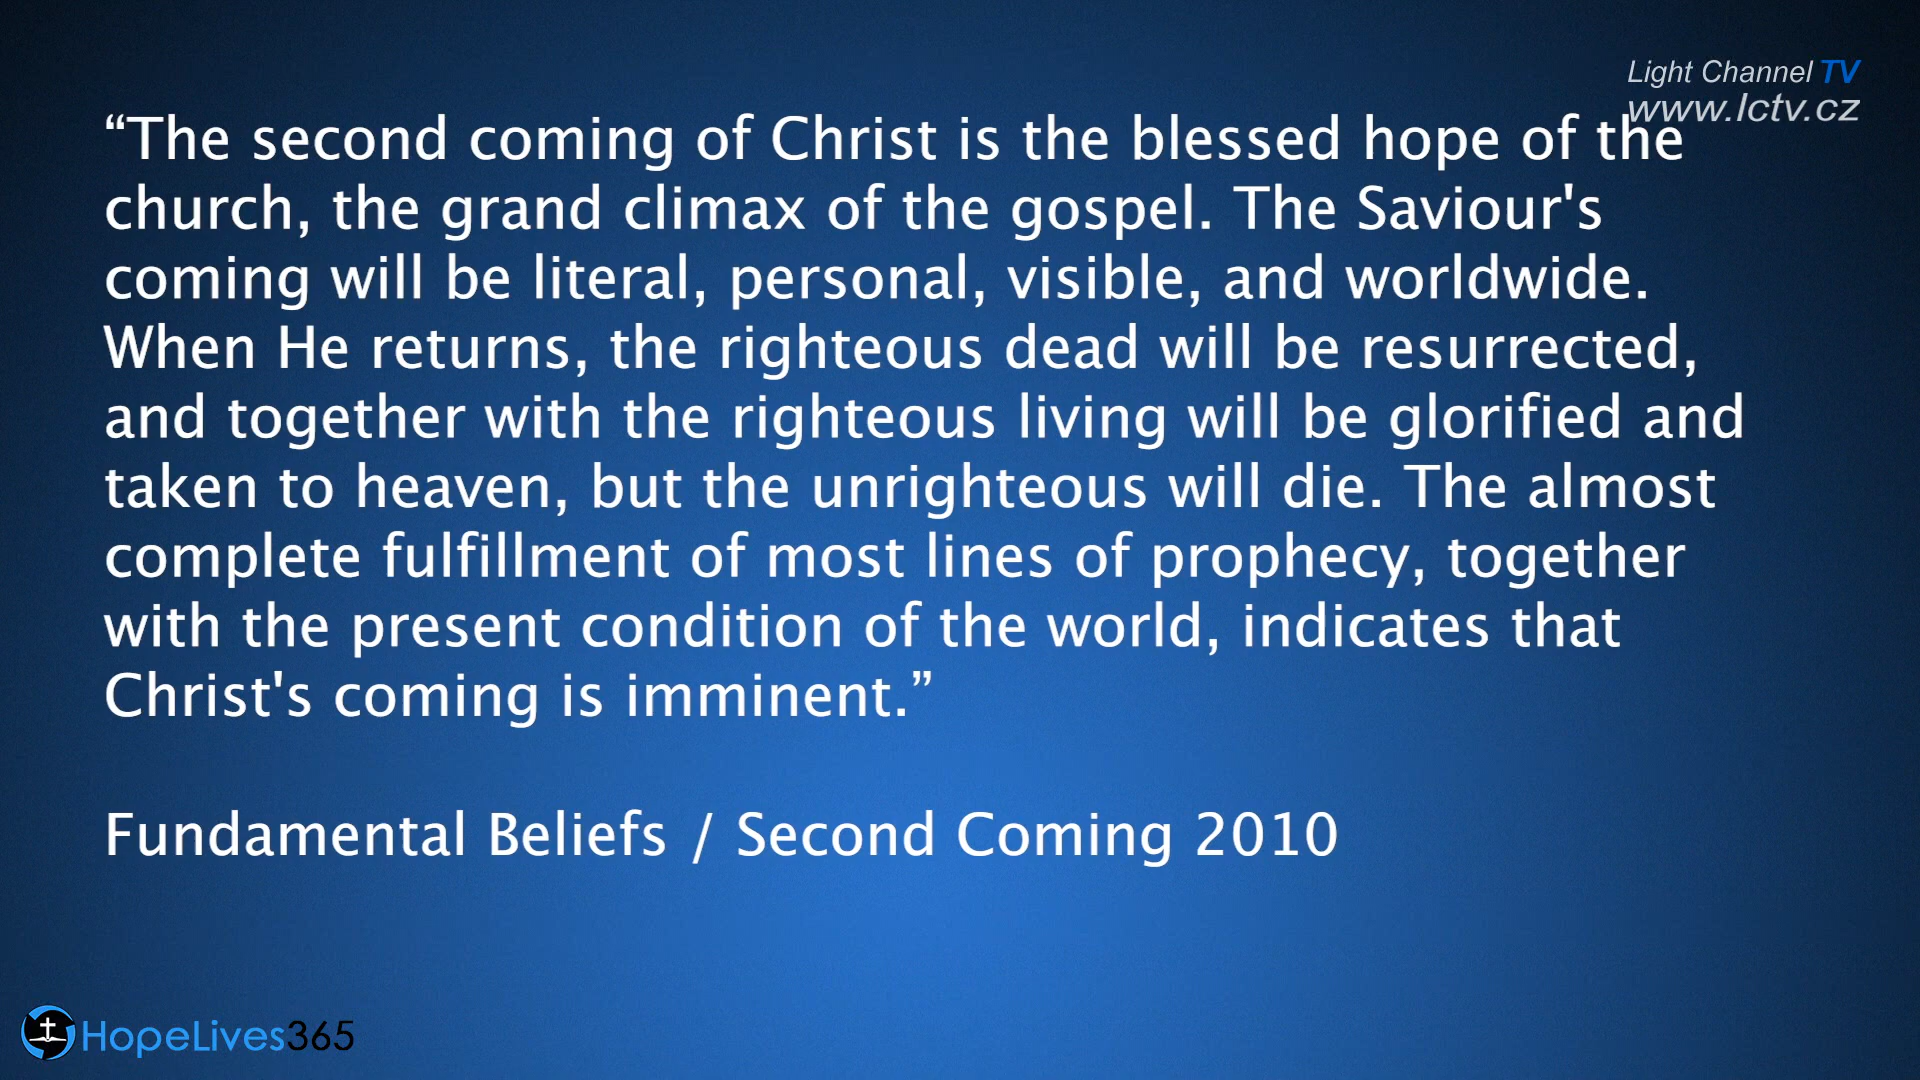 Light Channel TV
www.lctv.cz
“The second coming of Christ is the blessed hope of the
church, the grand climax of the gospel. The Saviour's
coming will be literal, personal, visible, and worldwide.
When He returns, the righteous dead will be resurrected,
and together with the righteous living will be glorified and
taken to heaven, but the unrighteous will die. The almost
complete fulfillment of most lines of prophecy, together
with the present condition of the world, indicates that
Christ's coming is imminent.”
Fundamental Beliefs / Second Coming 2010
HopeLives365